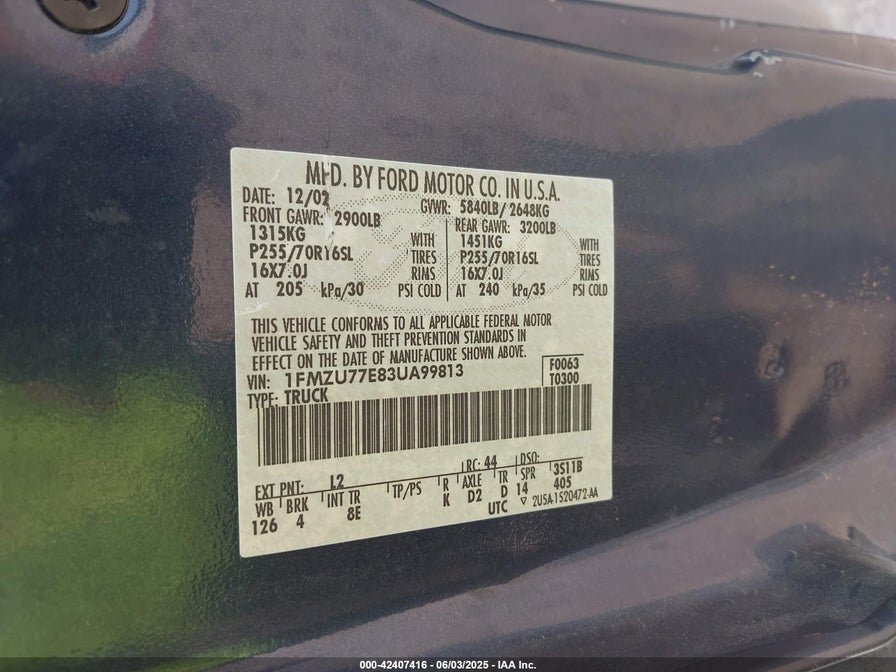 MFD. BY FORD MOTOR CO. IN U.S.A.
DATE: 12/02 GVWR: 5840LB/ 2648KG
FRONT GAWR: 2900LB REAR GAWR: 3200LB
1315KG WITH 1451KG WITH
P255/70R16SL TIRES P255/70R16SL TIRES
16X7.0J RIMS 16X7.0J RIMS
AT 205 kPa/30 PSI COLD AT 240 kPa/35 PSI COLD
THIS VEHICLE CONFORMS TO ALL APPLICABLE FEDERAL MOTOR
VEHICLE SAFETY AND THEFT PREVENTION STANDARDS IN
EFFECT ON THE DATE OF MANUFACTURE SHOWN ABOVE.
VIN: 1FMZU77E83UA99813 F0063
TYPE: TRUCK T0300
EXT PNT: L2 RC: 44 DSO:
WB BRK INT TR TP/PS R AXLE TR SPR 3S11B
126 4 8E K D2 D 14 405
UTC ▽ 2U5A-1520472-AA
000-42407416 - 06/03/2025 - IAA Inc.